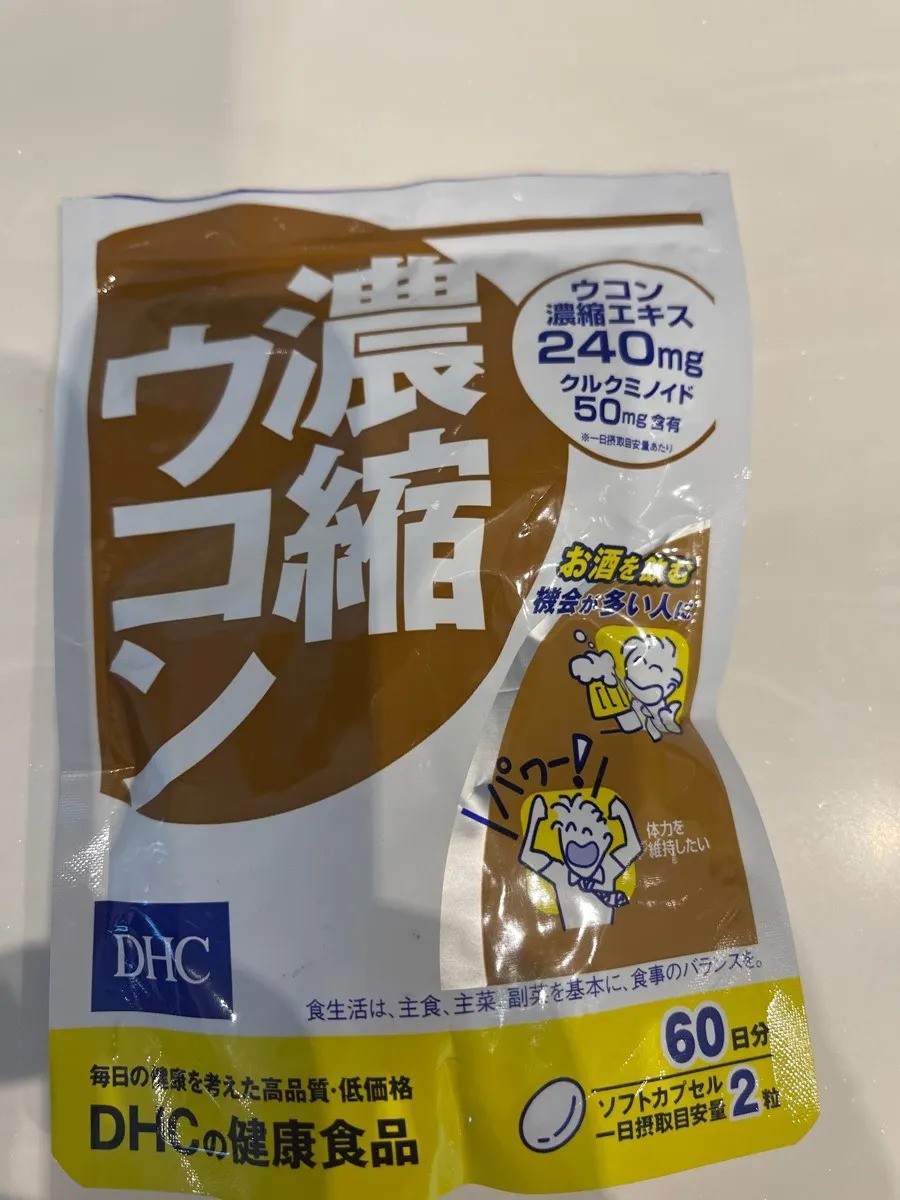 濃縮
ウコン
ウコン
濃縮エキス
240mg
クルクミノイド
50mg含有
※一日摂取目安量あたり
お酒を飲む
機会が多い人に
パワー!
体力を
維持したい
DHC
食生活は、主食、主菜、副菜を基本に、食事のバランスを。
毎日の健康を考えた高品質・低価格
DHCの健康食品
60日分
ソフトカプセル
一日摂取目安量2粒